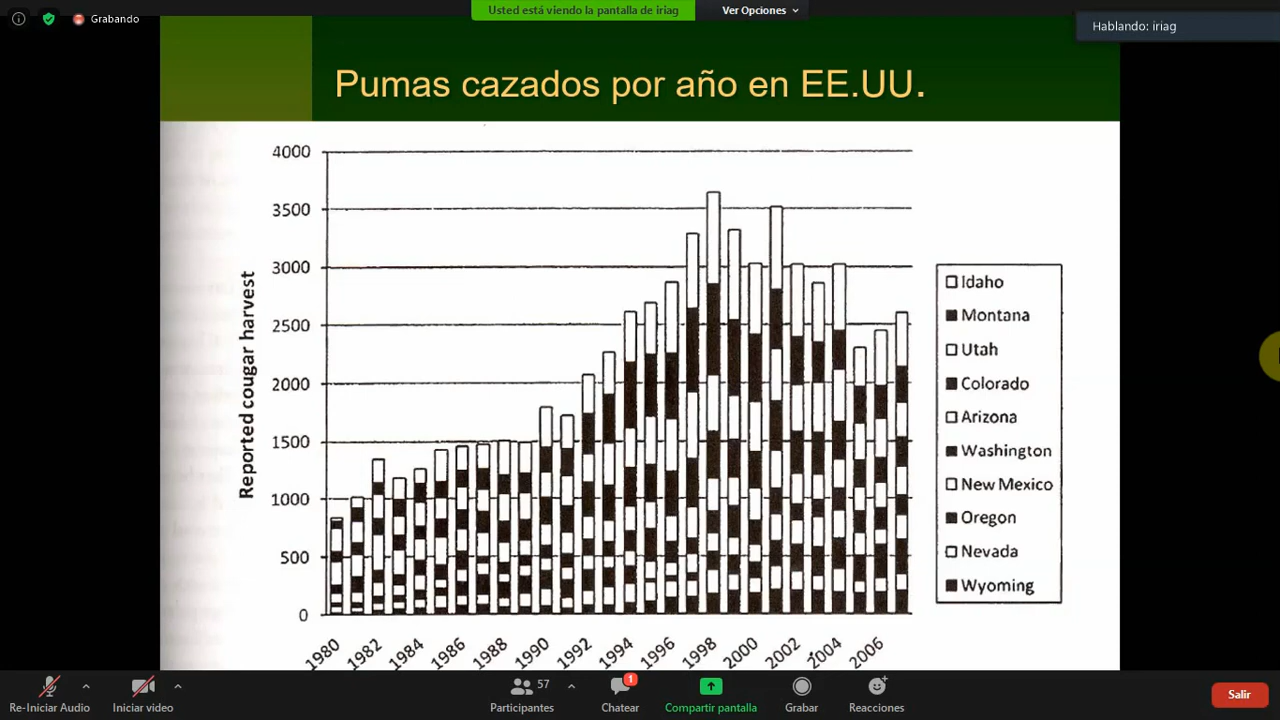 Grabando
Usted está viendo la pantalla de iriag
Ver Opciones
Hablando: iriag
Pumas cazados por año en EE.UU.
4000
3500
3000
2500
2000
1500
1000
500
0
Reported cougar harvest
1980
1982
1984
1986
1988
1990
1992
1994
1996
1998
2000
2002
2004
2006
Idaho
Montana
Utah
Colorado
Arizona
Washington
New Mexico
Oregon
Nevada
Wyoming
Re-Iniciar Audio
Iniciar video
57
Participantes
1
Chatear
Compartir pantalla
Grabar
Reacciones
Salir